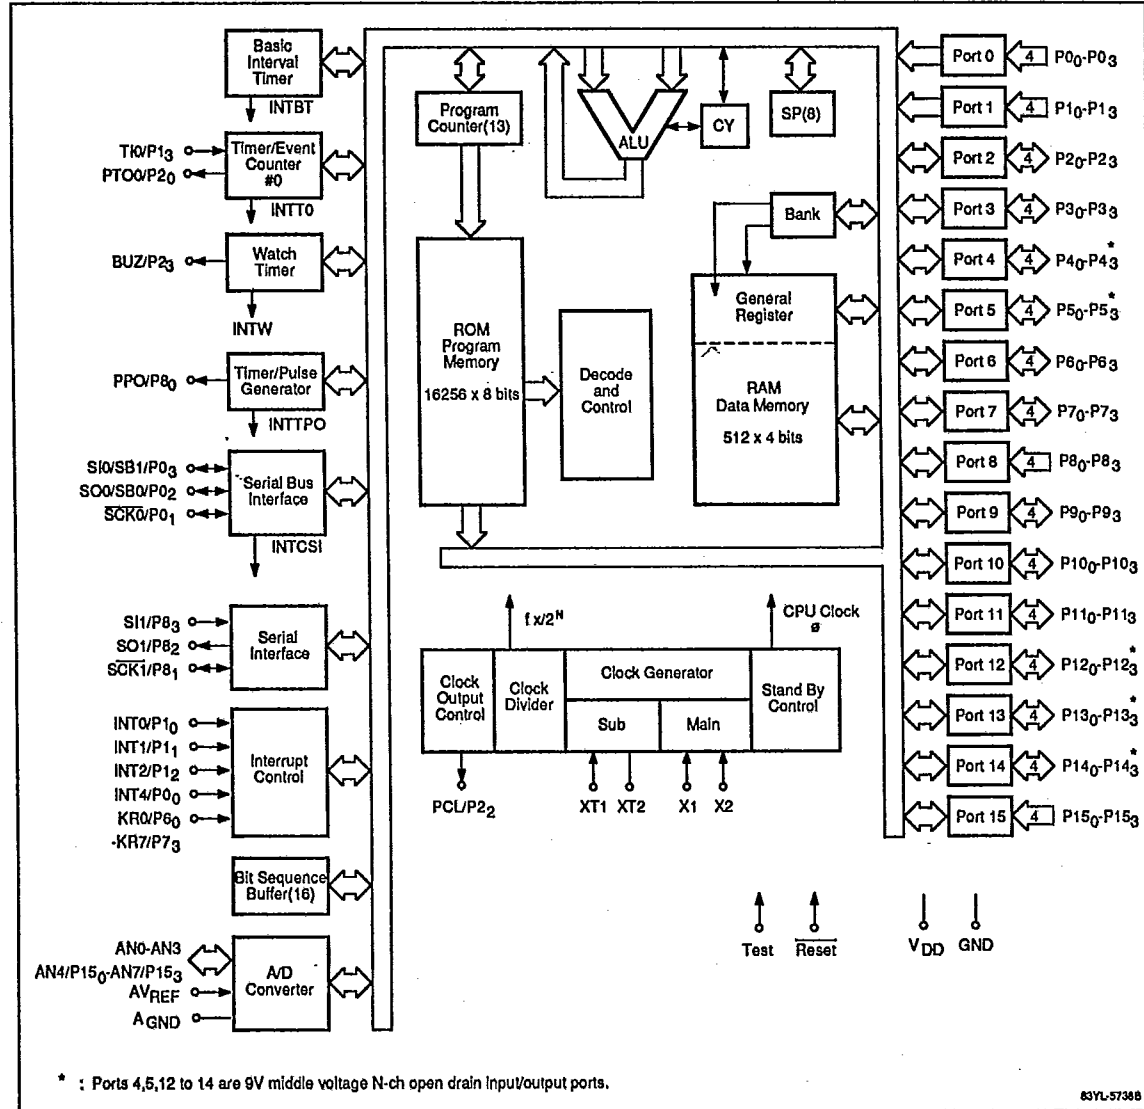 Basic
Interval
Timer
INTBT
TI0/P13
PTO0/P20
Timer/Event
Counter
#0
INTT0
BUZ/P23
Watch
Timer
INTW
PPO/P80
Timer/Pulse
Generator
INTTPO
SI0/SB1/P03
SO0/SB0/P02
SCK0/P01
Serial Bus
Interface
INTCSI
SI1/P83
SO1/P82
SCK1/P81
Serial
Interface
INT0/P10
INT1/P11
INT2/P12
INT4/P00
KR0/P60
-KR7/P73
Interrupt
Control
Bit Sequence
Buffer(16)
AN0-AN3
AN4/P150-AN7/P153
AVREF
AGND
A/D
Converter
Program
Counter(13)
ALU
CY
SP(8)
Bank
ROM
Program
Memory
16256 x 8 bits
Decode
and
Control
General
Register
RAM
Data Memory
512 x 4 bits
fx/2N
CPU Clock
ø
Clock
Output
Control
Clock
Divider
Clock Generator
Sub
Main
Stand By
Control
PCL/P22
XT1
XT2
X1
X2
Port 0 4 P00-P03
Port 1 4 P10-P13
Port 2 4 P20-P23
Port 3 4 P30-P33
Port 4 4 P40-P43*
Port 5 4 P50-P53*
Port 6 4 P60-P63
Port 7 4 P70-P73
Port 8 4 P80-P83
Port 9 4 P90-P93
Port 10 4 P100-P103
Port 11 4 P110-P113
Port 12 4 P120-P123*
Port 13 4 P130-P133*
Port 14 4 P140-P143*
Port 15 4 P150-P153
Test
Reset
VDD
GND
* : Ports 4,5,12 to 14 are 9V middle voltage N-ch open drain input/output ports.
83YL-5738B